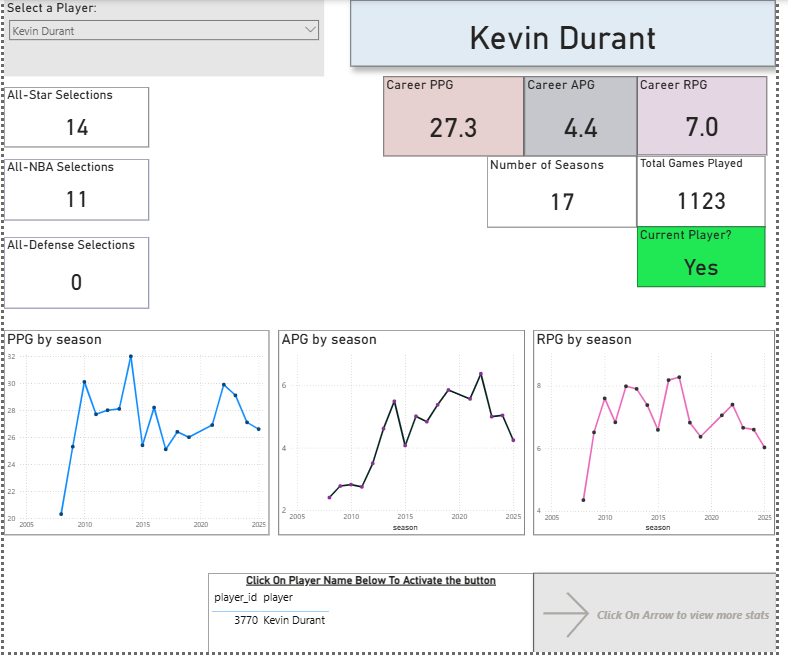 Select a Player:
Kevin Durant
Kevin Durant
Career PPG
27.3
Career APG
4.4
Career RPG
7.0
All-Star Selections
14
All-NBA Selections
11
All-Defense Selections
0
Number of Seasons
17
Total Games Played
1123
Current Player?
Yes
PPG by season
32
30
28
26
24
22
20
2005 2010 2015 2020 2025
APG by season
6
4
2
2005 2010 2015 2020 2025
season
RPG by season
8
6
4
2005 2010 2015 2020 2025
season
Click On Player Name Below To Activate the button
player_id player
3770 Kevin Durant
Click On Arrow to view more stats